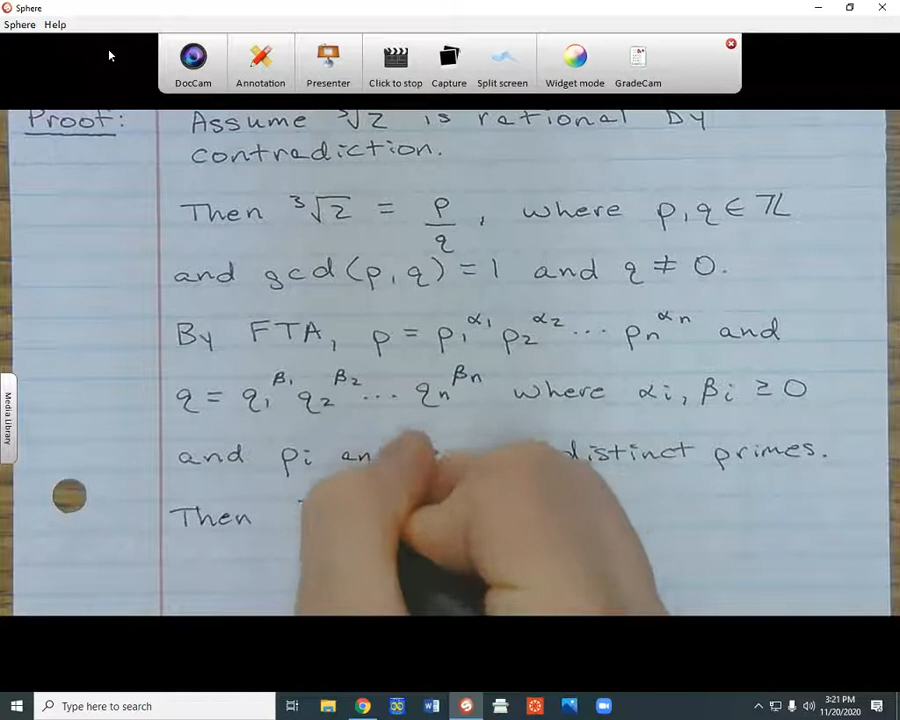 Sphere
Sphere Help
DocCam Annotation Presenter Click to stop Capture Split screen Widget mode GradeCam
Media Library
Proof: Assume ³√2 is rational by
contradiction.
Then ³√2 = p/q, where p,q ∈ ℤ
and gcd(p,q) = 1 and q ≠ 0.
By FTA, p = p₁^α₁ p₂^α₂ ... pₙ^αₙ and
q = q₁^β₁ q₂^β₂ ... qₙ^βₙ where αᵢ, βᵢ ≥ 0
and pᵢ distinct primes.
Then
Type here to search
3:21 PM
11/20/2020